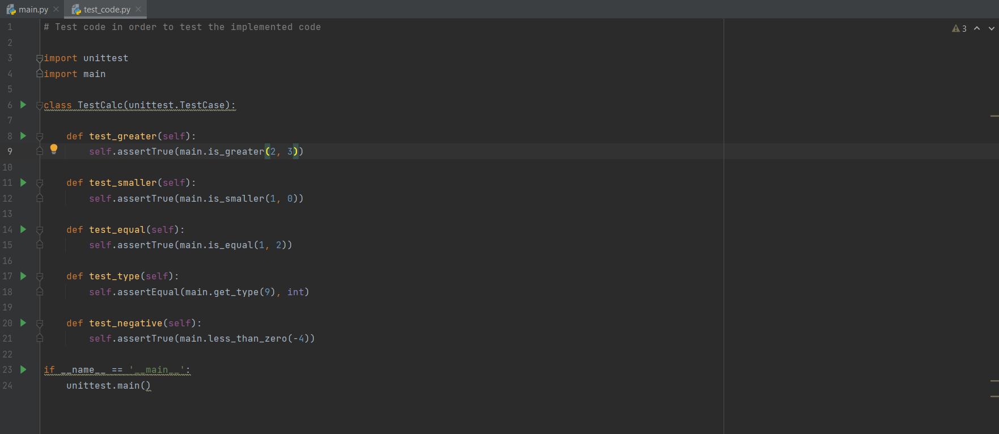 main.py test_code.py
1 # Test code in order to test the implemented code
3
2
3 import unittest
4 import main
5
6 class TestCalc(unittest.TestCase):
7
8     def test_greater(self):
9         self.assertTrue(main.is_greater(2, 3))
10
11     def test_smaller(self):
12         self.assertTrue(main.is_smaller(1, 0))
13
14     def test_equal(self):
15         self.assertTrue(main.is_equal(1, 2))
16
17     def test_type(self):
18         self.assertEqual(main.get_type(9), int)
19
20     def test_negative(self):
21         self.assertTrue(main.less_than_zero(-4))
22
23 if __name__ == '__main__':
24     unittest.main()